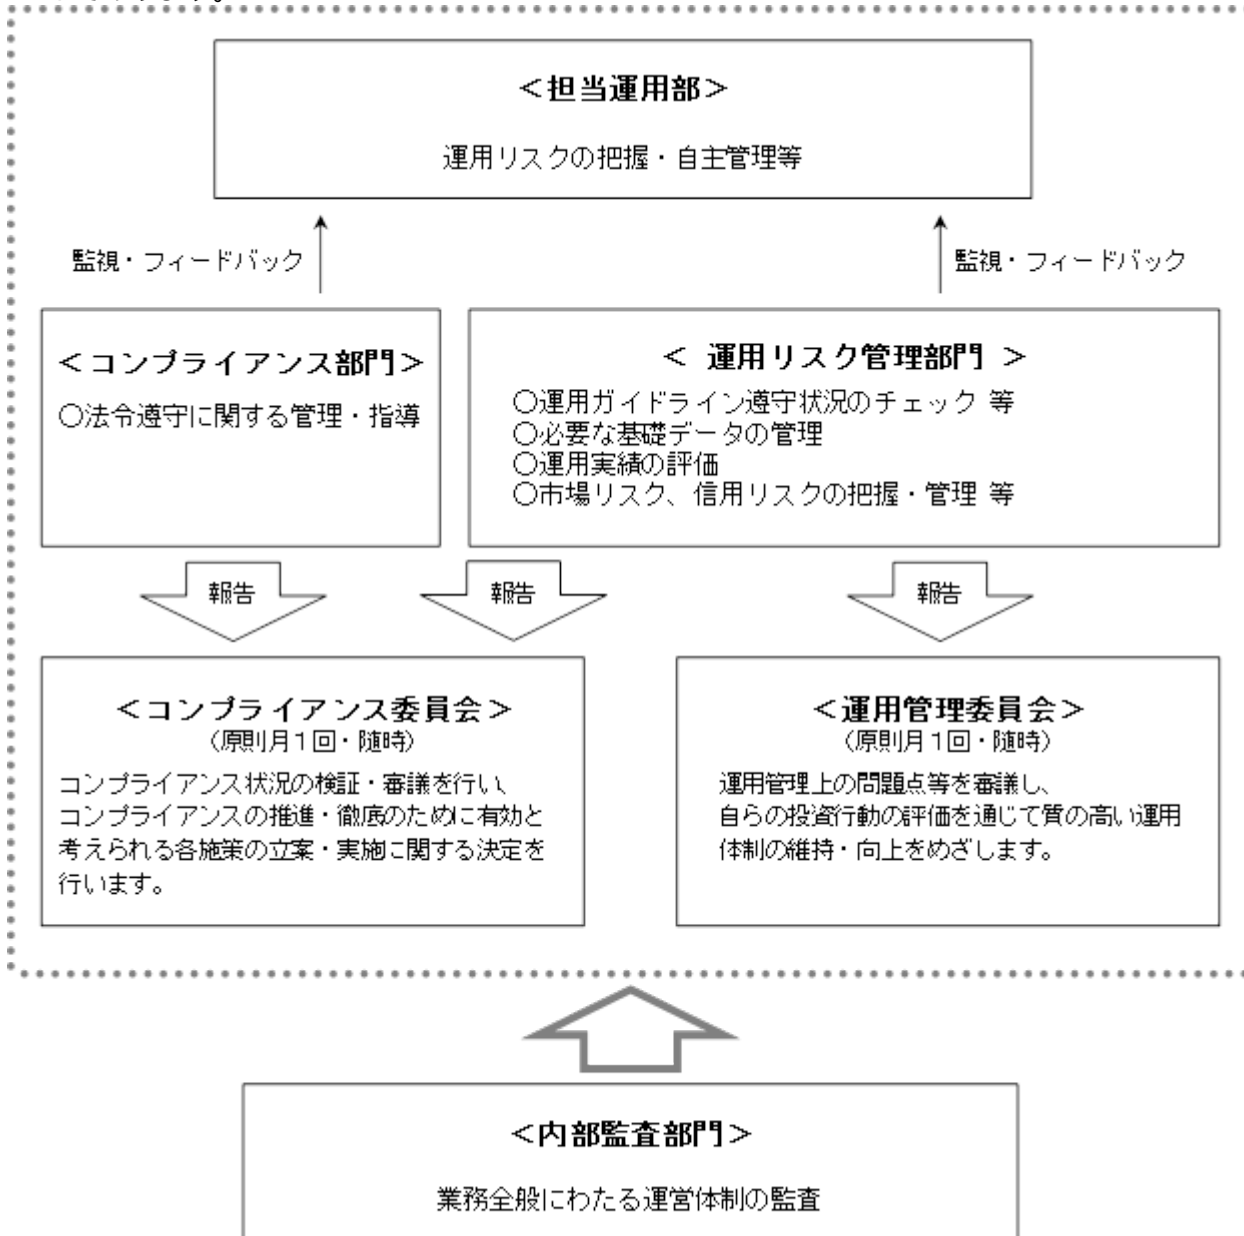 ＜担当運用部＞
運用リスクの把握・自主管理等
監視・フィードバック
監視・フィードバック
＜コンプライアンス部門＞
○法令遵守に関する管理・指導
＜ 運用リスク管理部門 ＞
○運用ガイドライン遵守状況のチェック 等
○必要な基礎データの管理
○運用実績の評価
○市場リスク、信用リスクの把握・管理 等
報告
報告
報告
＜コンプライアンス委員会＞
（原則月１回・随時）
コンプライアンス状況の検証・審議を行い、
コンプライアンスの推進・徹底のために有効と
考えられる各施策の立案・実施に関する決定を
行います。
＜運用管理委員会＞
（原則月１回・随時）
運用管理上の問題点等を審議し、
自らの投資行動の評価を通じて質の高い運用
体制の維持・向上をめざします。
＜内部監査部門＞
業務全般にわたる運営体制の監査